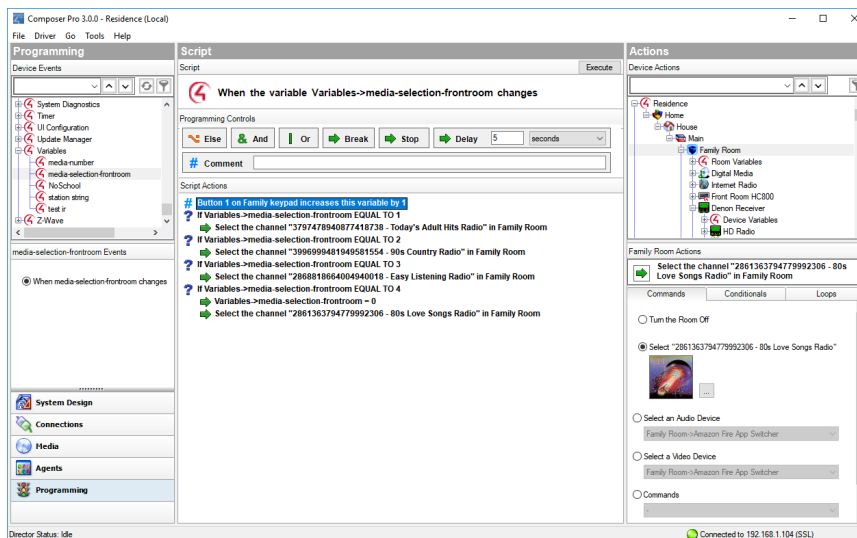 Composer Pro 3.0.0 - Residence (Local)
File Driver Go Tools Help
Programming
Device Events
System Diagnostics
Timer
UI Configuration
Update Manager
Variables
media-number
media-selection-frontroom
NoSchool
station string
test ir
Z-Wave
media-selection-frontroom Events
When media-selection-frontroom changes
System Design
Connections
Media
Agents
Programming
Script
Script
Execute
When the variable Variables->media-selection-frontroom changes
Programming Controls
Else And Or Break Stop Delay 5 seconds
# Comment
Script Actions
# Button 1 on Family keypad increases this variable by 1
? If Variables->media-selection-frontroom EQUAL TO 1
Select the channel "3797478940877418738 - Today's Adult Hits Radio" in Family Room
? If Variables->media-selection-frontroom EQUAL TO 2
Select the channel "3996999481949581554 - 90s Country Radio" in Family Room
? If Variables->media-selection-frontroom EQUAL TO 3
Select the channel "2868818664004940018 - Easy Listening Radio" in Family Room
? If Variables->media-selection-frontroom EQUAL TO 4
Variables->media-selection-frontroom = 0
Select the channel "2861363794779992306 - 80s Love Songs Radio" in Family Room
Actions
Device Actions
Residence
Home
House
Main
Family Room
Room Variables
Digital Media
Internet Radio
Front Room HC800
Denon Receiver
Device Variables
HD Radio
Family Room Actions
Select the channel "2861363794779992306 - 80s
Love Songs Radio" in Family Room
Commands Conditionals Loops
Turn the Room Off
Select "2861363794779992306 - 80s Love Songs Radio"
...
Select an Audio Device
Family Room->Amazon Fire App Switcher
Select a Video Device
Family Room->Amazon Fire App Switcher
Commands
-
Director Status: Idle
Connected to 192.168.1.104 (SSL)